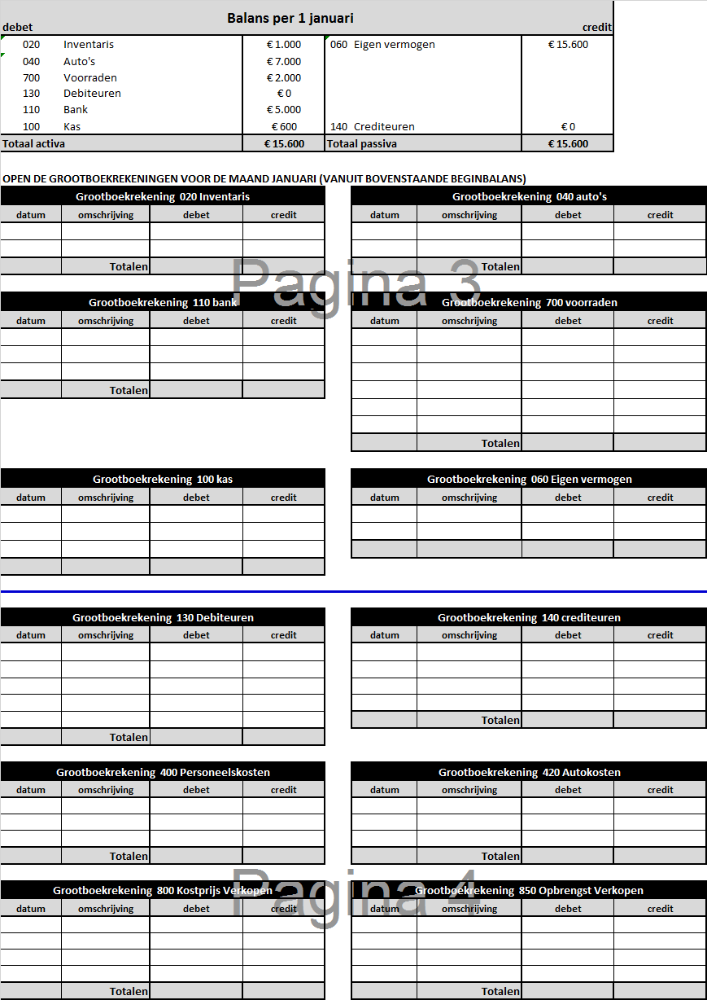 Balans per 1 januari
debet credit
020 Inventaris € 1.000 060 Eigen vermogen € 15.600
040 Auto's € 7.000
700 Voorraden € 2.000
130 Debiteuren € 0
110 Bank € 5.000
100 Kas € 600 140 Crediteuren € 0
Totaal activa € 15.600 Totaal passiva € 15.600
OPEN DE GROOTBOEKREKENINGEN VOOR DE MAAND JANUARI (VANUIT BOVENSTAANDE BEGINBALANS)
Grootboekrekening 020 Inventaris Grootboekrekening 040 auto's
datum omschrijving debet credit datum omschrijving debet credit
Totalen Totalen
Pagina 3
Grootboekrekening 110 bank Grootboekrekening 700 voorraden
datum omschrijving debet credit datum omschrijving debet credit
Totalen
Totalen
Grootboekrekening 100 kas Grootboekrekening 060 Eigen vermogen
datum omschrijving debet credit datum omschrijving debet credit
Grootboekrekening 130 Debiteuren Grootboekrekening 140 crediteuren
datum omschrijving debet credit datum omschrijving debet credit
Totalen
Totalen
Grootboekrekening 400 Personeelskosten Grootboekrekening 420 Autokosten
datum omschrijving debet credit datum omschrijving debet credit
Totalen Totalen
Pagina 4
Grootboekrekening 800 Kostprijs Verkopen Grootboekrekening 850 Opbrengst Verkopen
datum omschrijving debet credit datum omschrijving debet credit
Totalen Totalen